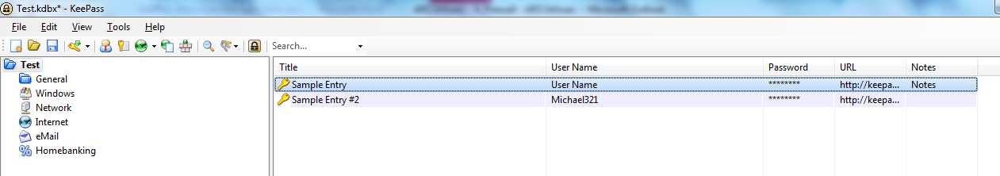 Test.kdbx* - KeePass
File Edit View Tools Help
Search...
Test
General
Windows
Network
Internet
eMail
Homebanking
Title User Name Password URL Notes
Sample Entry User Name ******** http://keepa... Notes
Sample Entry #2 Michael321 ******** http://keepa...